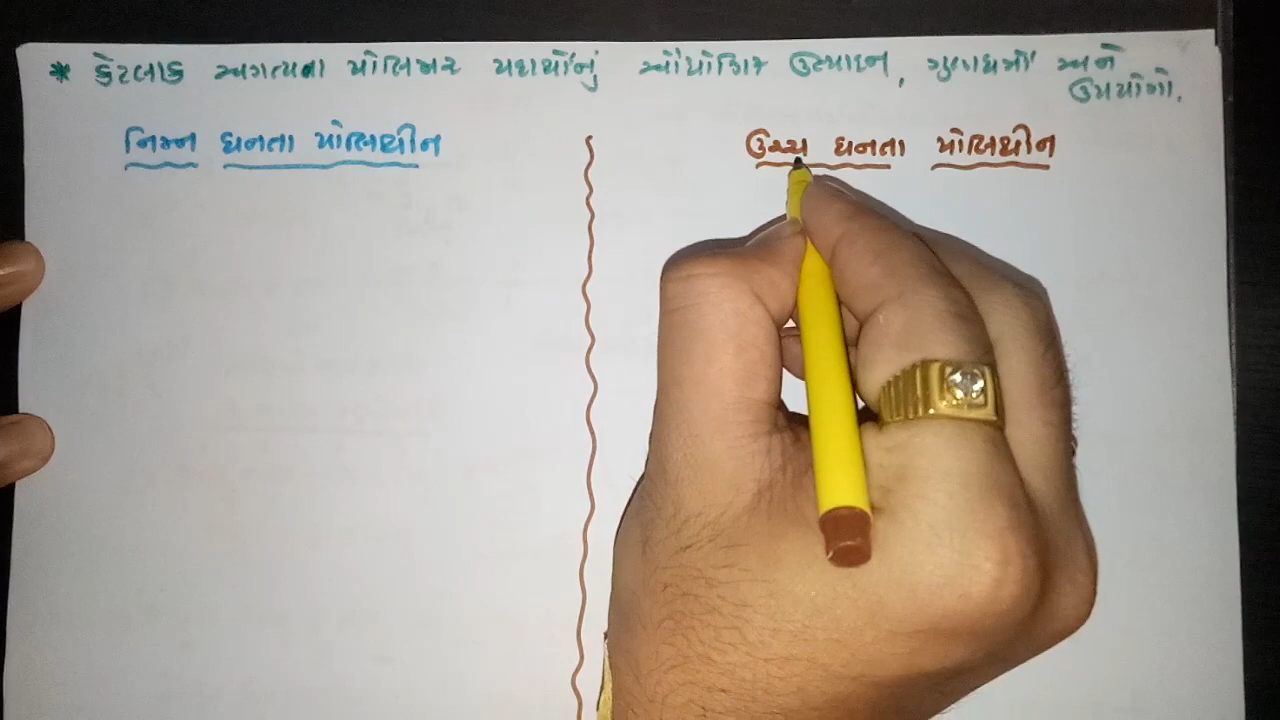 * કેટલાક અગત્યના પોલિમર પદાર્થોનું ઔદ્યોગિક ઉત્પાદન, ગુણધર્મો અને
ઉપયોગો.
નિમ્ન ઘનતા પોલિથીન
ઉચ્ચ ઘનતા પોલિથીન